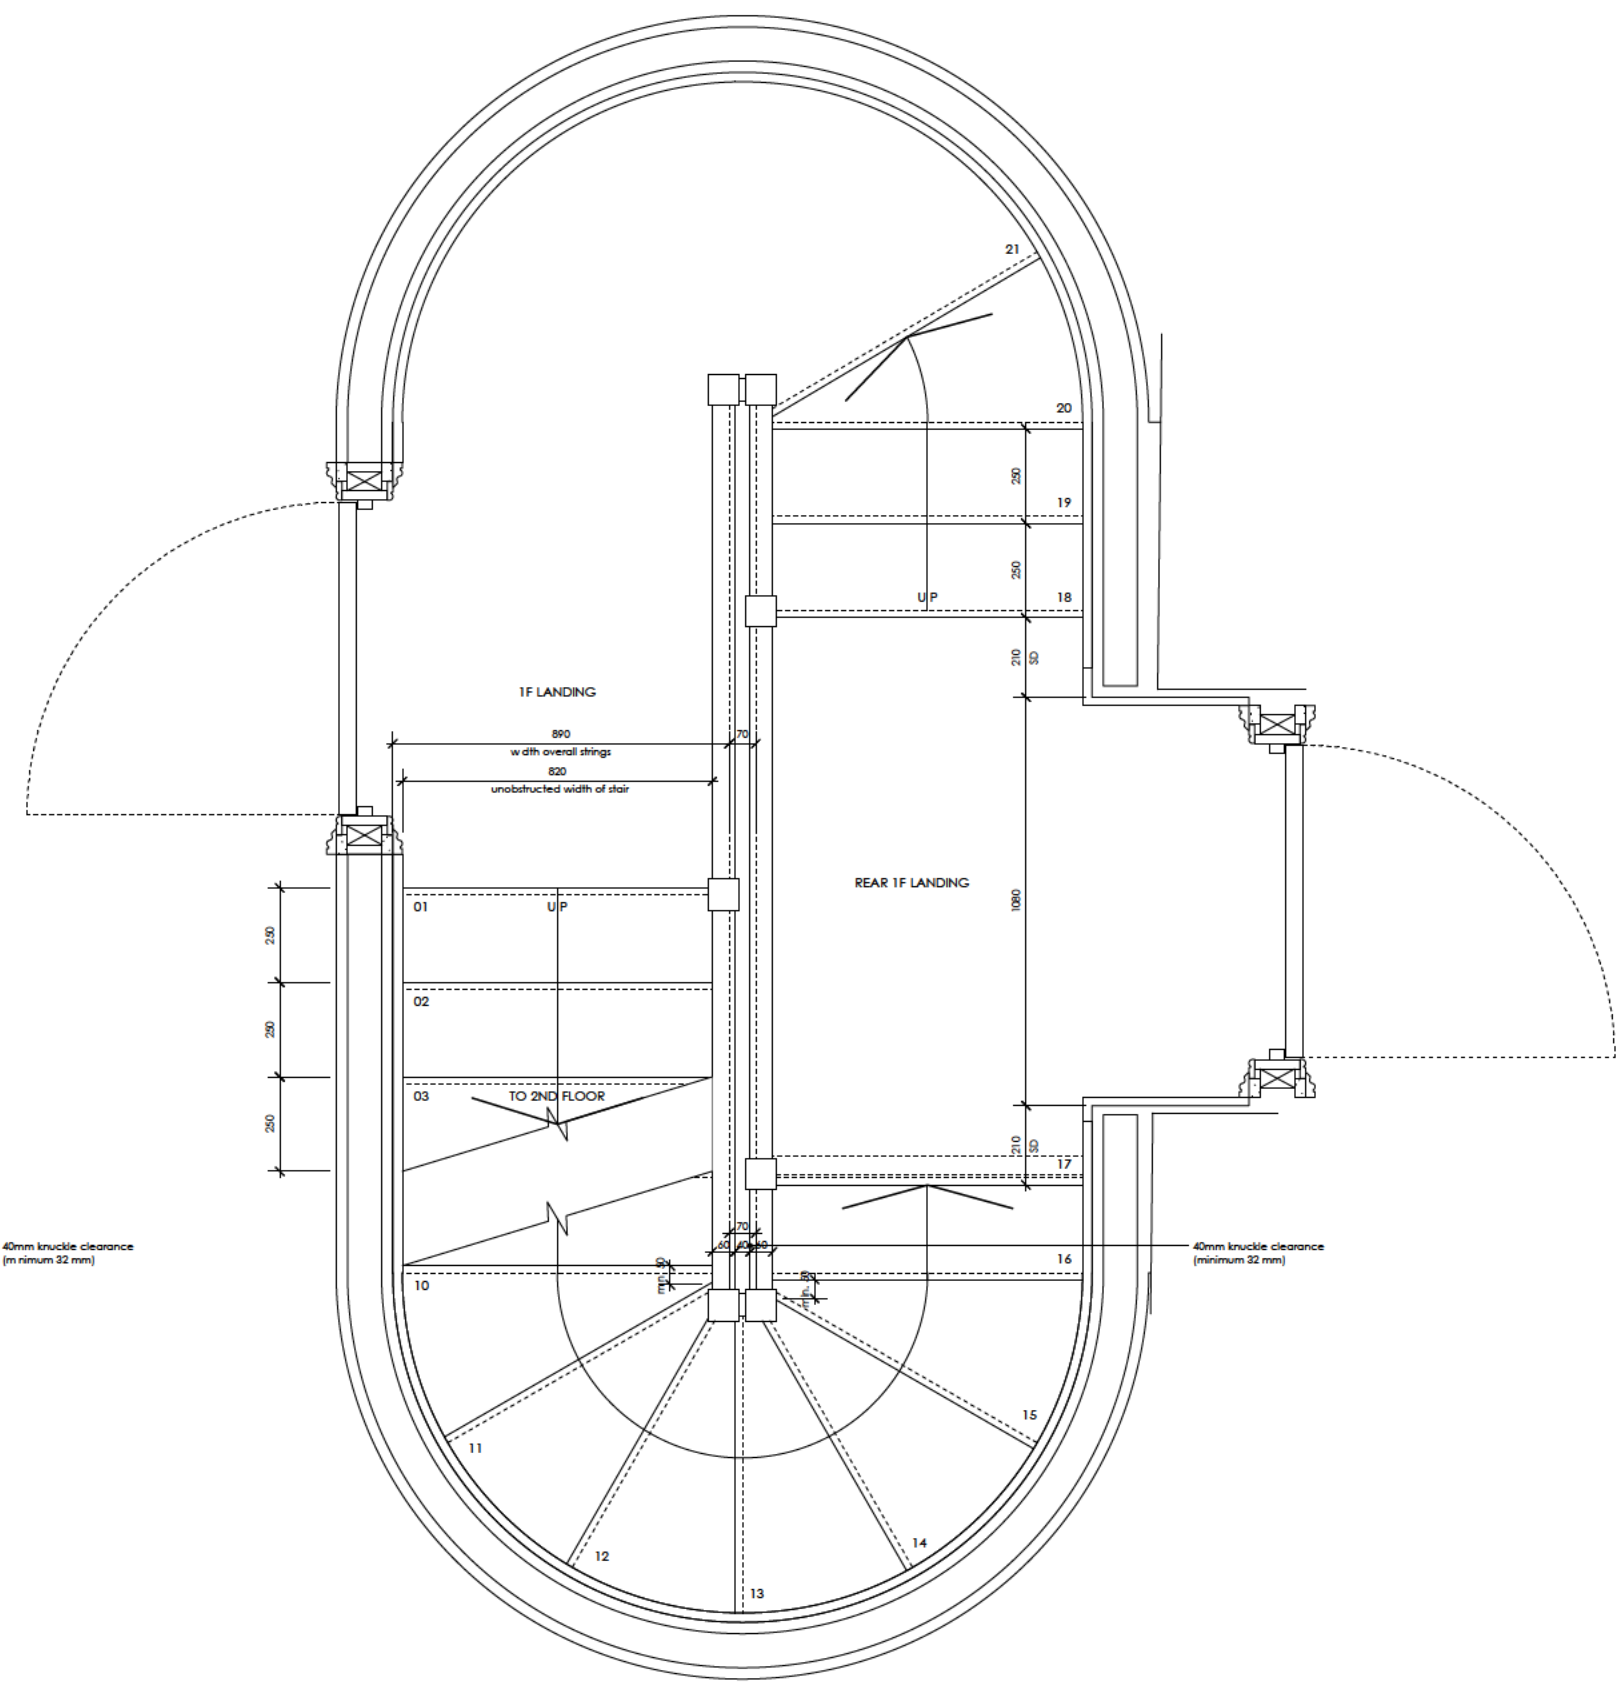 21
20
250
19
250
UP
18
210
SD
1F LANDING
890
70
w dth overall strings
820
unobstructed width of stair
REAR 1F LANDING
1080
01
UP
250
02
250
03
TO 2ND FLOOR
250
210
SD
17
70
60
40
60
40mm knuckle clearance
(m nimum 32 mm)
40mm knuckle clearance
(minimum 32 mm)
16
min. 50
min. 50
10
15
11
14
12
13